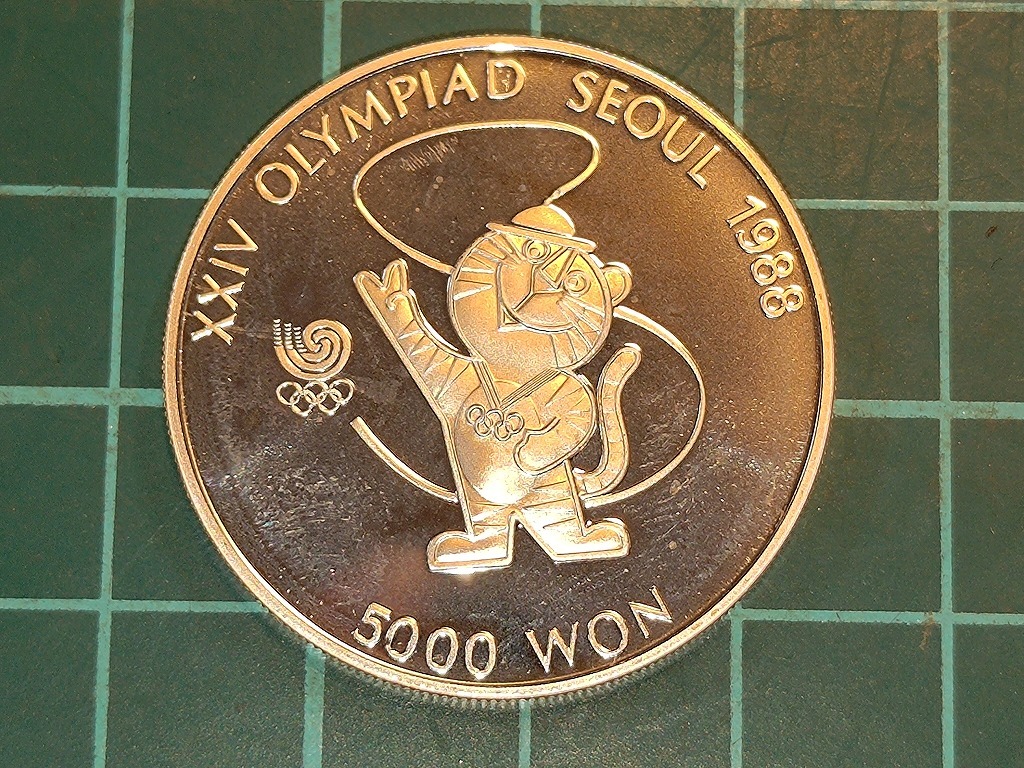 XXIV OLYMPIAD SEOUL 1988
5000 WON